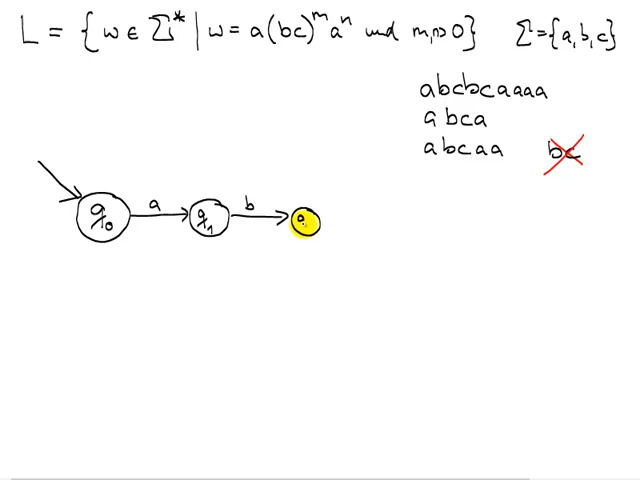 L = { w ∈ Σ* | w = a(bc)^m a^n und m,n>0} Σ={a,b,c}
abcbcaaaa
abca
abcaa bc
a b
q0 q1